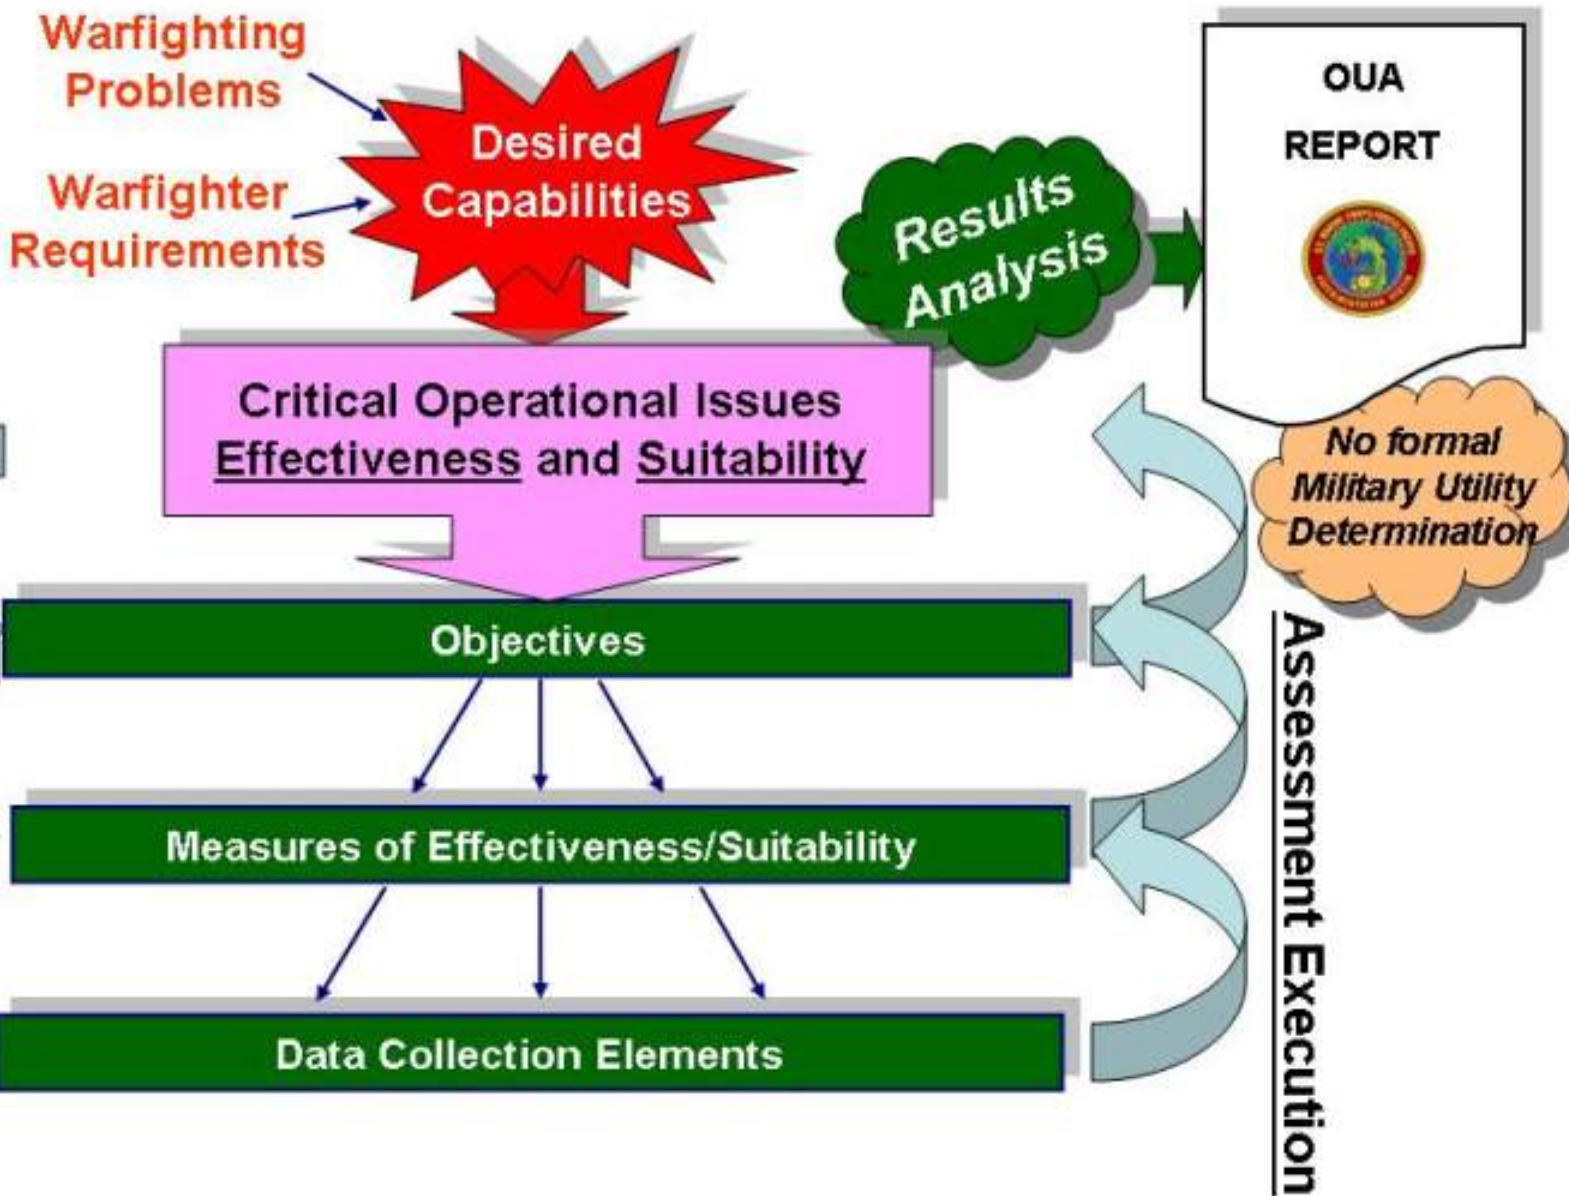 Warfighting
Problems
Warfighter
Requirements
Desired
Capabilities
Results
Analysis
OUA
REPORT
Critical Operational Issues
Effectiveness and Suitability
No formal
Military Utility
Determination
Objectives
Measures of Effectiveness/Suitability
Data Collection Elements
Assessment Execution